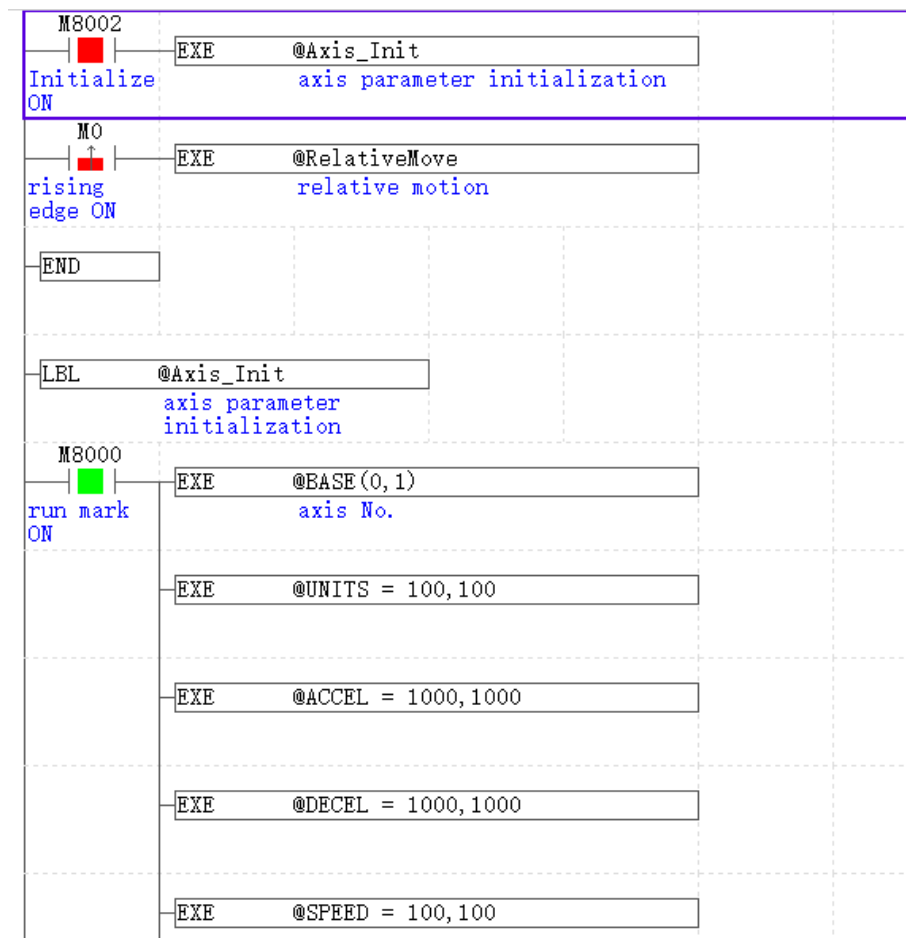 M8002
EXE @Axis_Init
Initialize
ON
axis parameter initialization
M0
EXE @RelativeMove
rising
edge ON
relative motion
END
LBL @Axis_Init
axis parameter
initialization
M8000
EXE @BASE(0,1)
run mark
ON
axis No.
EXE @UNITS = 100,100
EXE @ACCEL = 1000,1000
EXE @DECEL = 1000,1000
EXE @SPEED = 100,100